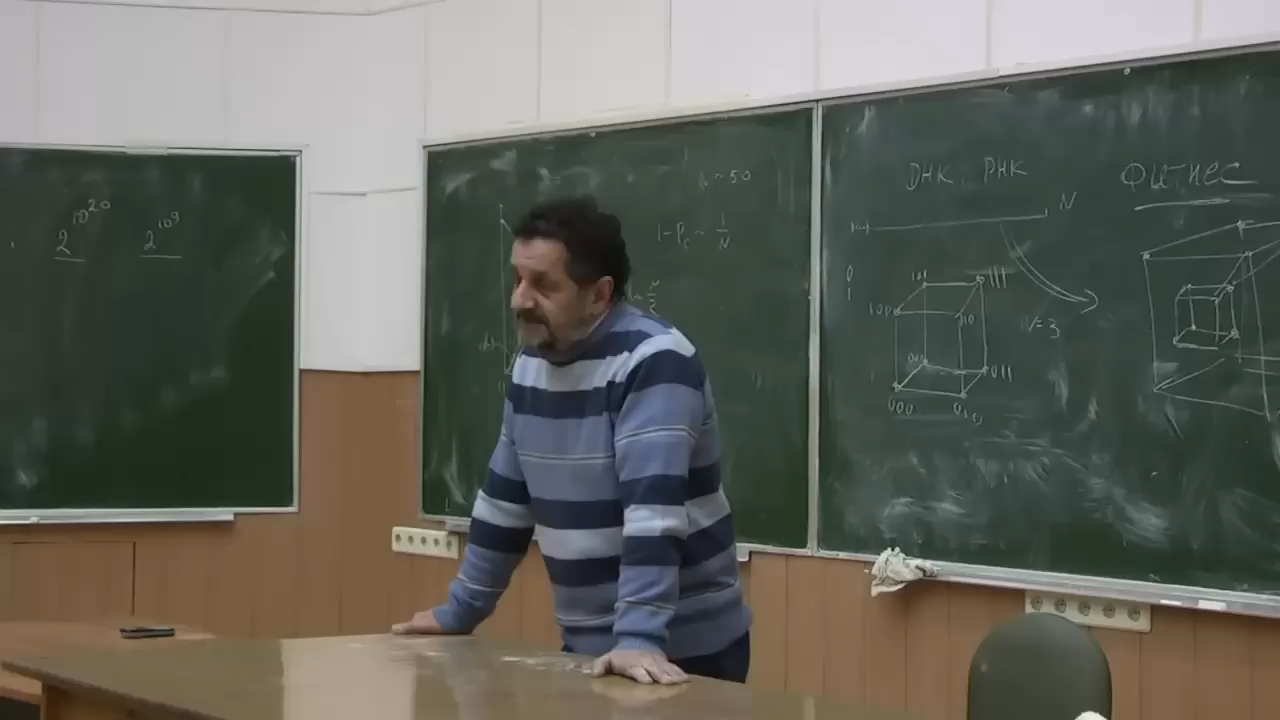 2^10^20 2^10^9
n ~ 50
1 - Pc ~ 1/N
ДНК, РНК
ФИТНЕС
N
0
1
101 111
100 110
N=3
001 011
000 010